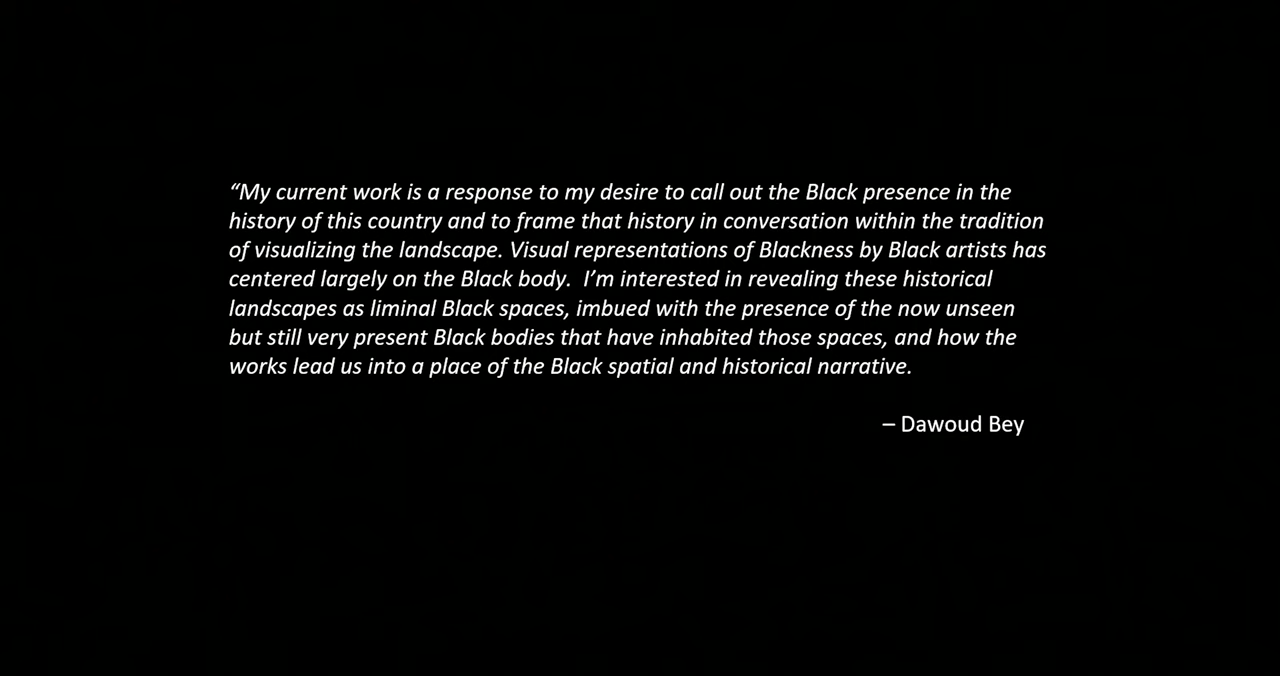 “My current work is a response to my desire to call out the Black presence in the
history of this country and to frame that history in conversation within the tradition
of visualizing the landscape. Visual representations of Blackness by Black artists has
centered largely on the Black body.  I’m interested in revealing these historical
landscapes as liminal Black spaces, imbued with the presence of the now unseen
but still very present Black bodies that have inhabited those spaces, and how the
works lead us into a place of the Black spatial and historical narrative.
– Dawoud Bey